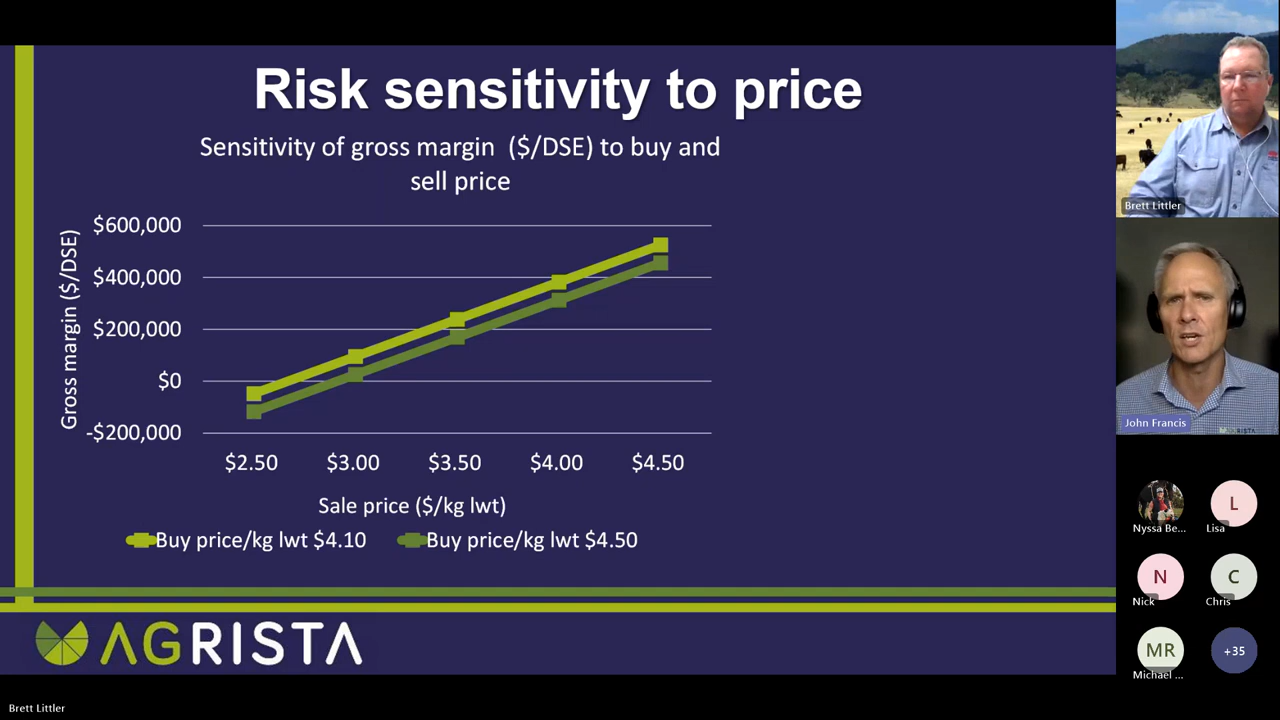 Risk sensitivity to price
Sensitivity of gross margin ($/DSE) to buy and
sell price
Gross margin ($/DSE)
$600,000
$400,000
$200,000
$0
-$200,000
$2.50 $3.00 $3.50 $4.00 $4.50
Sale price ($/kg lwt)
Buy price/kg lwt $4.10 Buy price/kg lwt $4.50
AGRISTA
Brett Littler
John Francis
Nyssa Be...
L
Lisa
N
Nick
C
Chris
MR
Michael ...
+35
Brett Littler